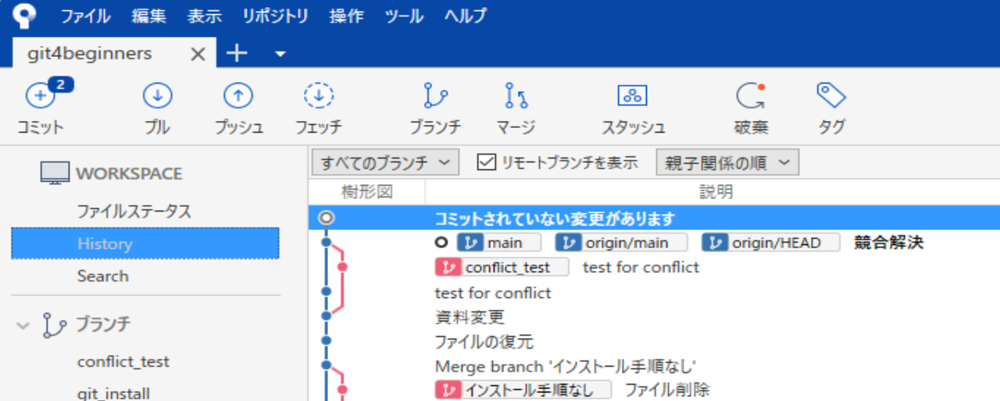 ファイル 編集 表示 リポジトリ 操作 ツール ヘルプ
git4beginners
2
コミット プル プッシュ フェッチ ブランチ マージ スタッシュ 破棄 タグ
WORKSPACE
ファイルステータス
History
Search
ブランチ
conflict_test
git_install
すべてのブランチ リモートブランチを表示 親子関係の順
樹形図 説明
コミットされていない変更があります
main origin/main origin/HEAD 競合解決
conflict_test test for conflict
test for conflict
資料変更
ファイルの復元
Merge branch 'インストール手順なし'
インストール手順なし ファイル削除